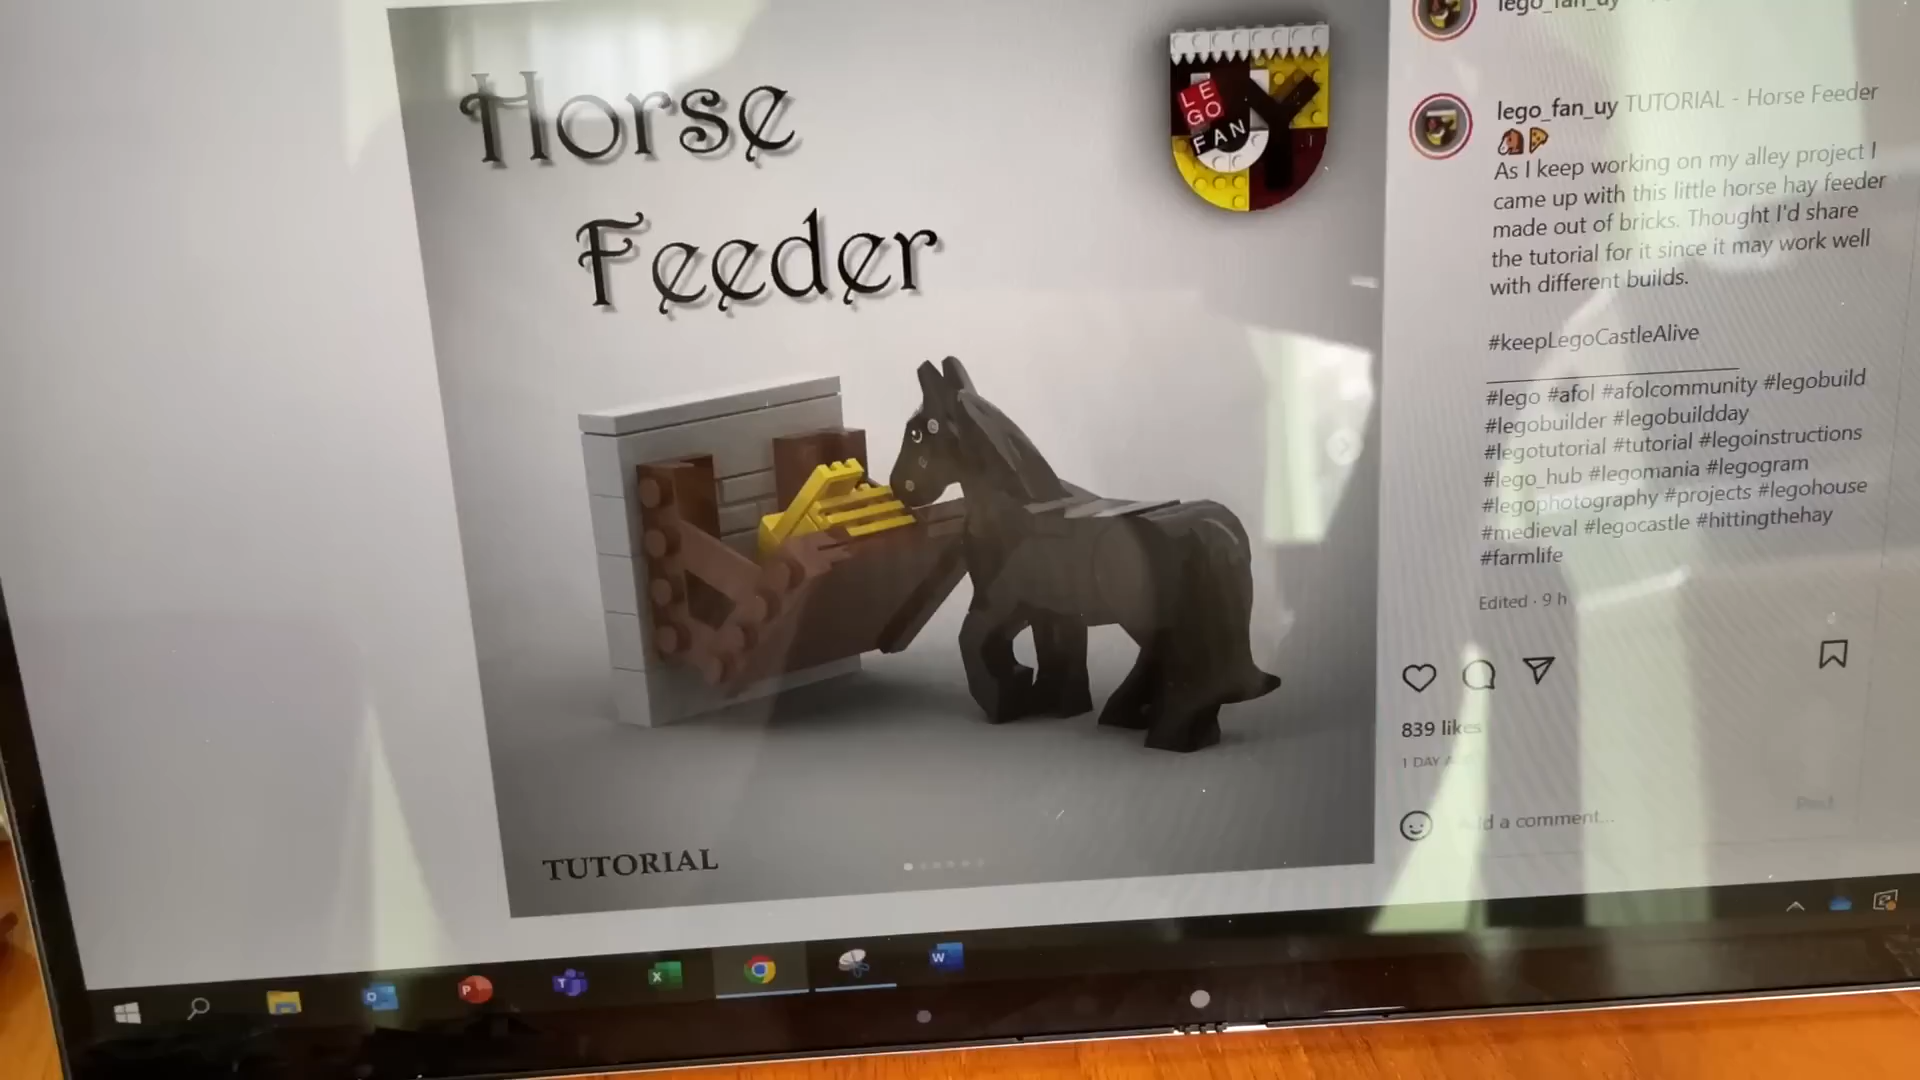 Horse
Feeder
LE
GO
FAN
TUTORIAL
lego_fan_uy
lego_fan_uy TUTORIAL - Horse Feeder
As I keep working on my alley project I
came up with this little horse hay feeder
made out of bricks. Thought I'd share
the tutorial for it since it may work well
with different builds.
#keepLegoCastleAlive
#lego #afol #afolcommunity #legobuild
#legobuilder #legobuildday
#legotutorial #tutorial #legoinstructions
#lego_hub #legomania #legogram
#legophotography #projects #legohouse
#medieval #legocastle #hittingthehay
#farmlife
Edited · 9 h
839 likes
1 DAY
a comment...
Post